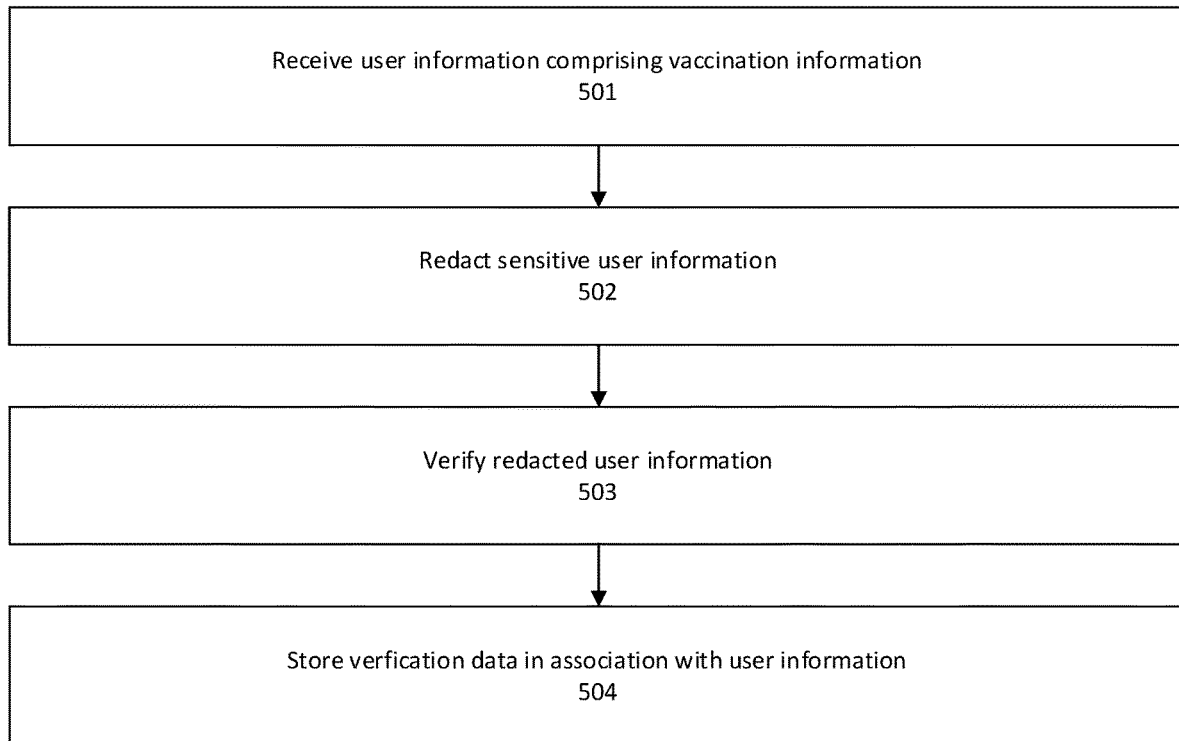 Receive user information comprising vaccination information
501
Redact sensitive user information
502
Verify redacted user information
503
Store verfication data in association with user information
504